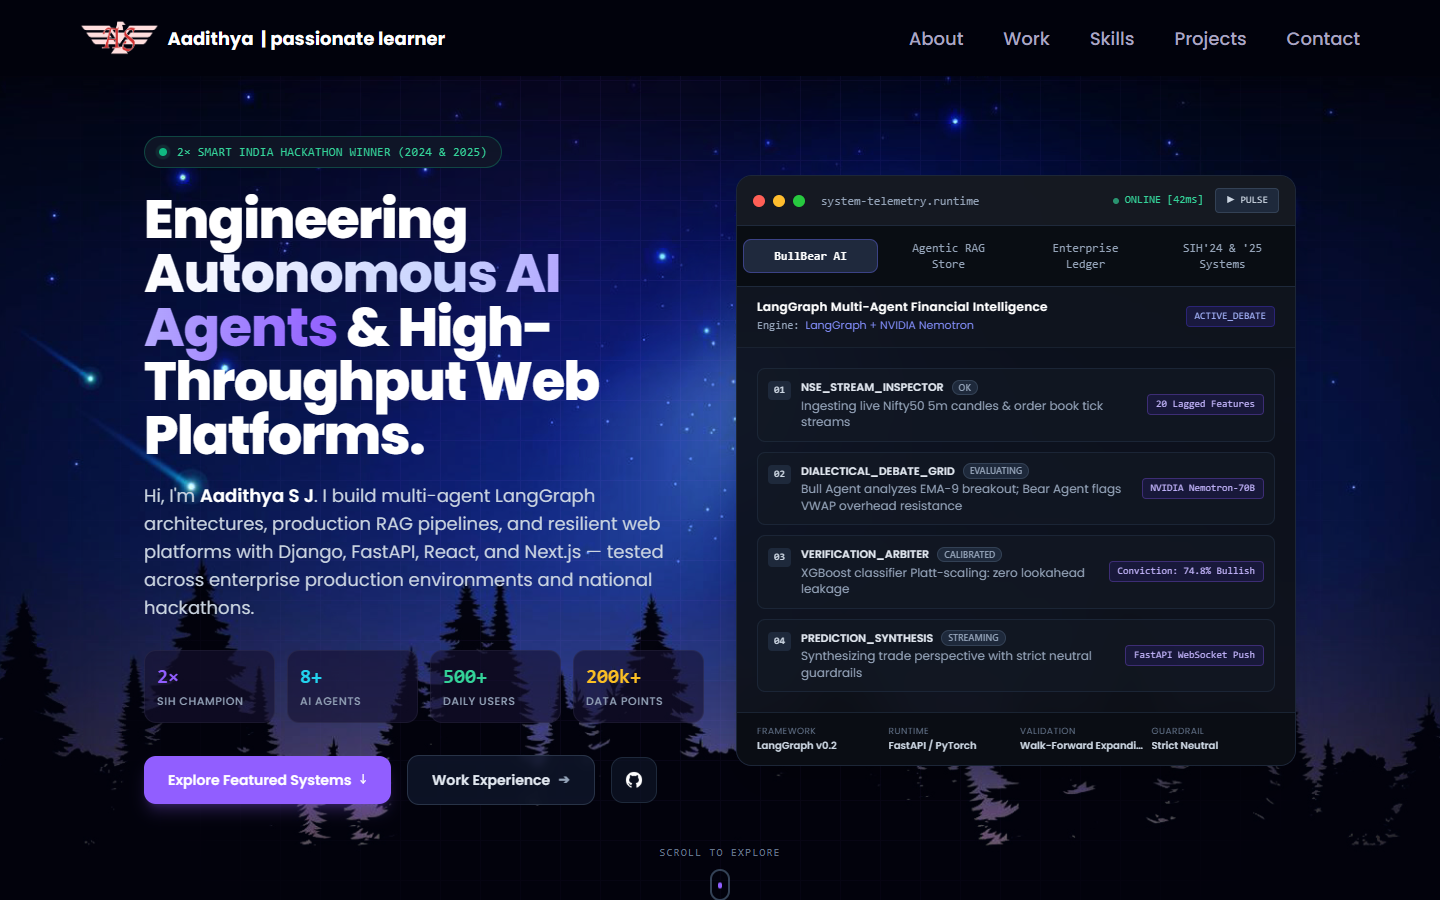 NS
Aadithya | passionate learner
About
Work
Skills
Projects
Contact
2× SMART INDIA HACKATHON WINNER (2024 & 2025)
Engineering
Autonomous AI
Agents & High-
Throughput Web
Platforms.
Hi, I'm Aadithya S J. I build multi-agent LangGraph
architectures, production RAG pipelines, and resilient web
platforms with Django, FastAPI, React, and Next.js — tested
across enterprise production environments and national
hackathons.
2×
SIH CHAMPION
8+
AI AGENTS
500+
DAILY USERS
200k+
DATA POINTS
Explore Featured Systems ↓
Work Experience →
system-telemetry.runtime
ONLINE [42ms]
▶ PULSE
BullBear AI
Agentic RAG
Store
Enterprise
Ledger
SIH'24 & '25
Systems
LangGraph Multi-Agent Financial Intelligence
Engine: LangGraph + NVIDIA Nemotron
ACTIVE_DEBATE
01
NSE_STREAM_INSPECTOR OK
Ingesting live Nifty50 5m candles & order book tick
streams
20 Lagged Features
02
DIALECTICAL_DEBATE_GRID EVALUATING
Bull Agent analyzes EMA-9 breakout; Bear Agent flags
VWAP overhead resistance
NVIDIA Nemotron-70B
03
VERIFICATION_ARBITER CALIBRATED
XGBoost classifier Platt-scaling: zero lookahead
leakage
Conviction: 74.8% Bullish
04
PREDICTION_SYNTHESIS STREAMING
Synthesizing trade perspective with strict neutral
guardrails
FastAPI WebSocket Push
FRAMEWORK
LangGraph v0.2
RUNTIME
FastAPI / PyTorch
VALIDATION
Walk-Forward Expandi...
GUARDRAIL
Strict Neutral
SCROLL TO EXPLORE